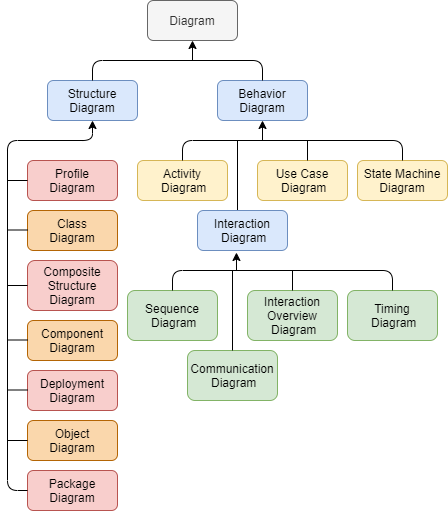 Diagram
Structure
Diagram
Behavior
Diagram
Profile
Diagram
Activity
Diagram
Use Case
Diagram
State Machine
Diagram
Class
Diagram
Interaction
Diagram
Composite
Structure
Diagram
Sequence
Diagram
Interaction
Overview
Diagram
Timing
Diagram
Component
Diagram
Communication
Diagram
Deployment
Diagram
Object
Diagram
Package
Diagram